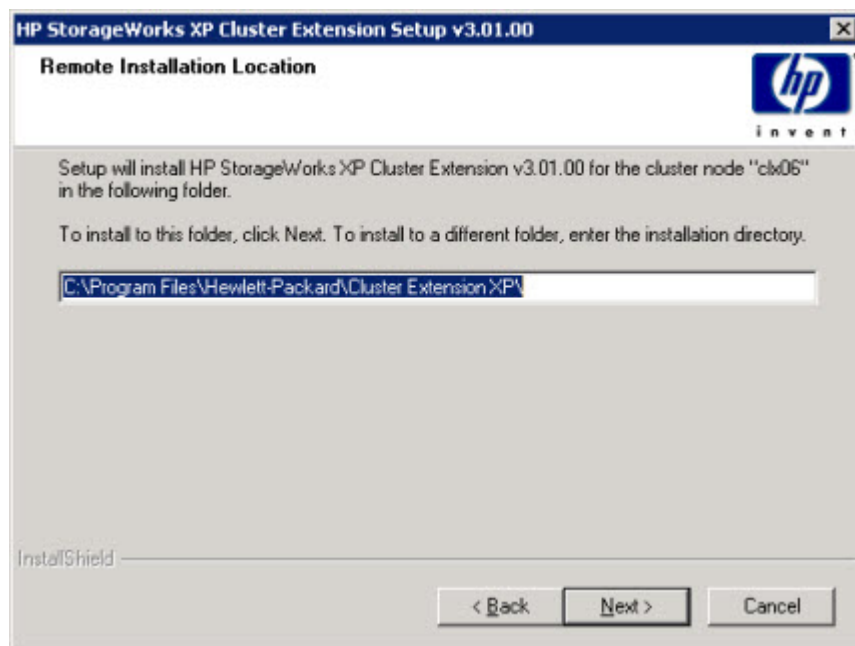 HP StorageWorks XP Cluster Extension Setup v3.01.00
Remote Installation Location
hp
invent
Setup will install HP StorageWorks XP Cluster Extension v3.01.00 for the cluster node "clx06"
in the following folder.
To install to this folder, click Next. To install to a different folder, enter the installation directory.
C:\Program Files\Hewlett-Packard\Cluster Extension XP\
InstallShield
< Back
Next >
Cancel